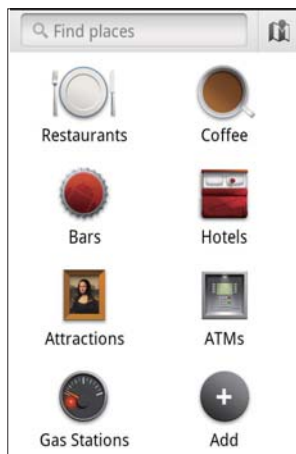 Find places
Restaurants Coffee
Bars Hotels
Attractions ATMs
Gas Stations Add